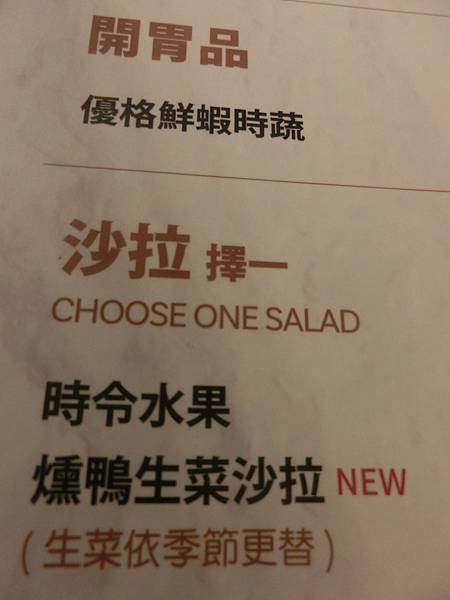 開胃品
優格鮮蝦時蔬
沙拉 擇一
CHOOSE ONE SALAD
時令水果
燻鴨生菜沙拉 NEW
(生菜依季節更替)